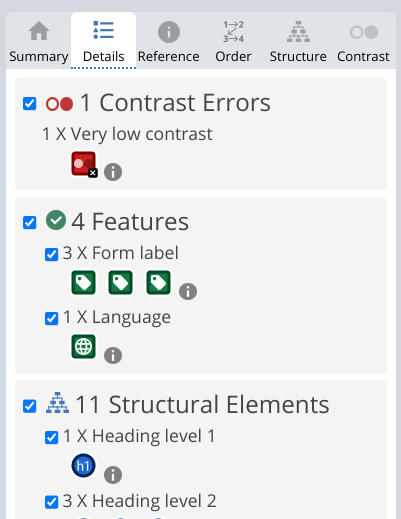 Summary Details Reference Order Structure Contrast
1 Contrast Errors
1 X Very low contrast
4 Features
3 X Form label
1 X Language
11 Structural Elements
1 X Heading level 1
h1
3 X Heading level 2